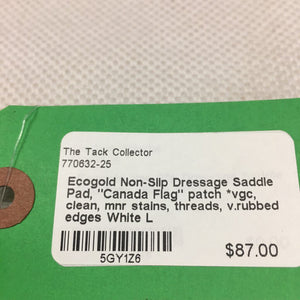 The Tack Collector
770632-25
Ecogold Non-Slip Dressage Saddle
Pad, "Canada Flag" patch *vgc,
clean, mnr stains, threads, v.rubbed
edges White L
5GY1Z6
$87.00